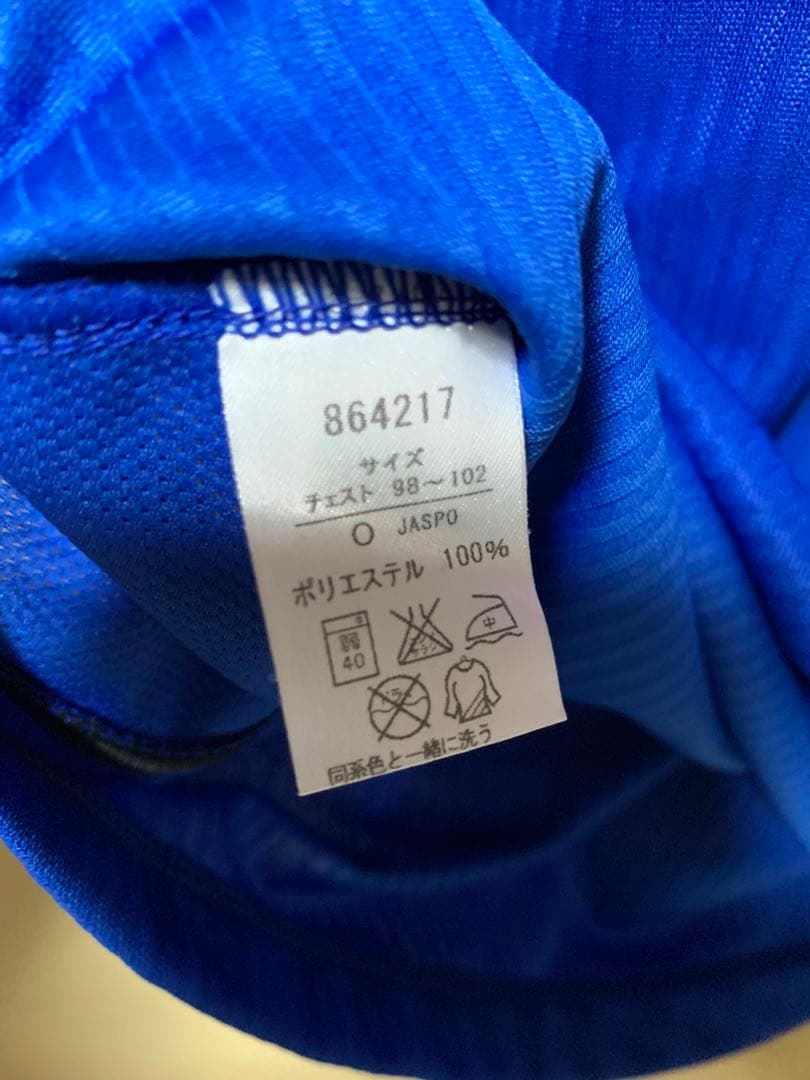 864217
サイズ
チェスト 98～102
O JASPO
ポリエステル 100%
弱 中
40
同系色と一緒に洗う